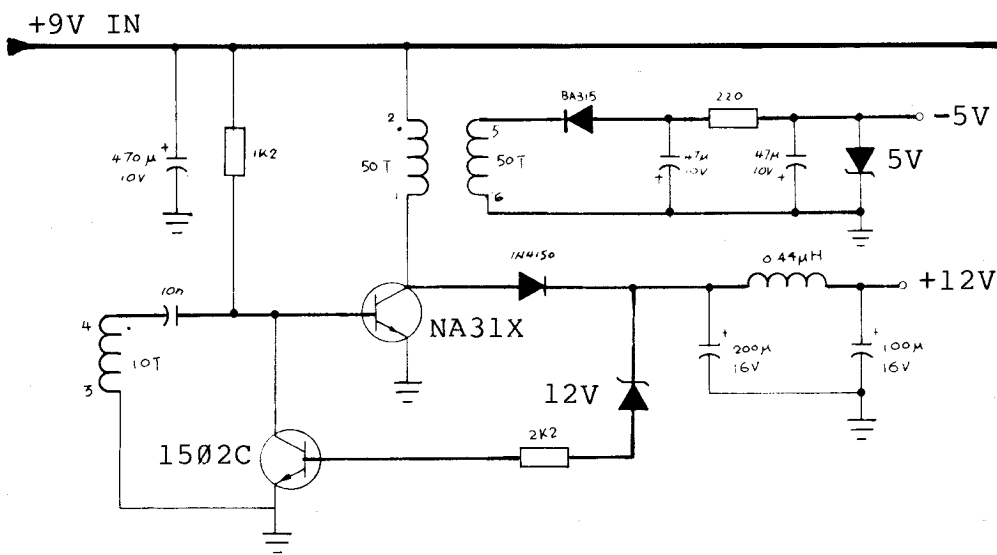 +9V IN
BA315
220
-5V
2
5
50T
50T
470µ
10V
+
1K2
+
47µ
10V
47µ
10V
+
5V
1
6
1N4150
0.44µH
+12V
10n
4
10T
3
NA31X
+
200µ
16V
+
100µ
16V
12V
2K2
15Ø2C